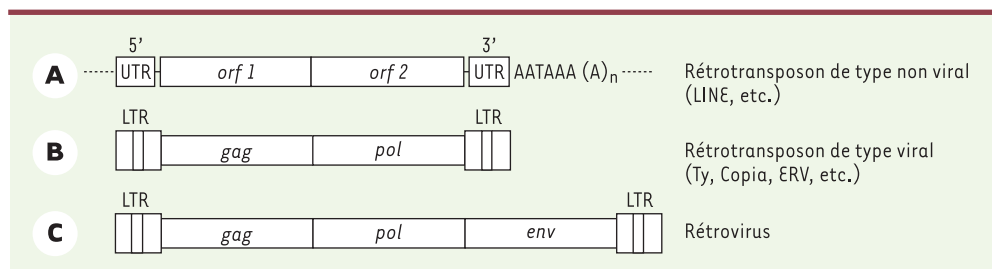 5' 3'
A UTR orf 1 orf 2 UTR AATAAA (A)n Rétrotransposon de type non viral
(LINE, etc.)
LTR LTR
B gag pol Rétrotransposon de type viral
(Ty, Copia, ERV, etc.)
LTR LTR
C gag pol env Rétrovirus